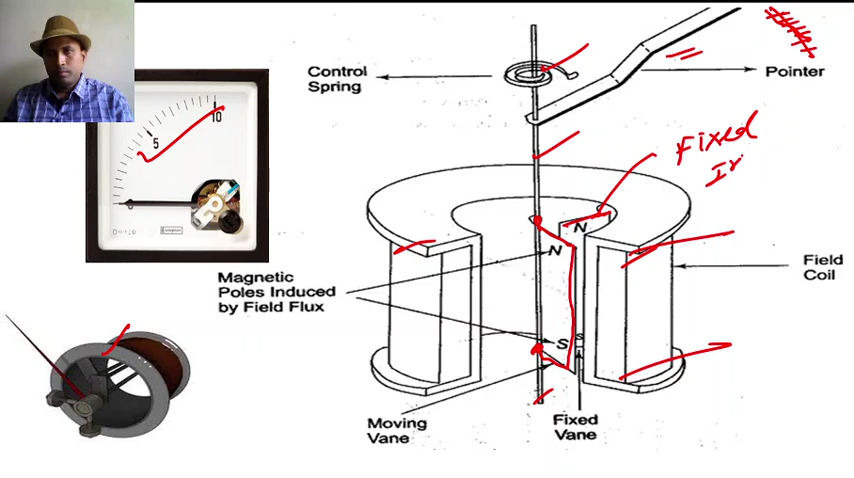 Control
Spring
Pointer
10
5
0
Fixed
N
N
Magnetic
Poles Induced
by Field Flux
Field
Coil
S
S
Moving
Vane
Fixed
Vane